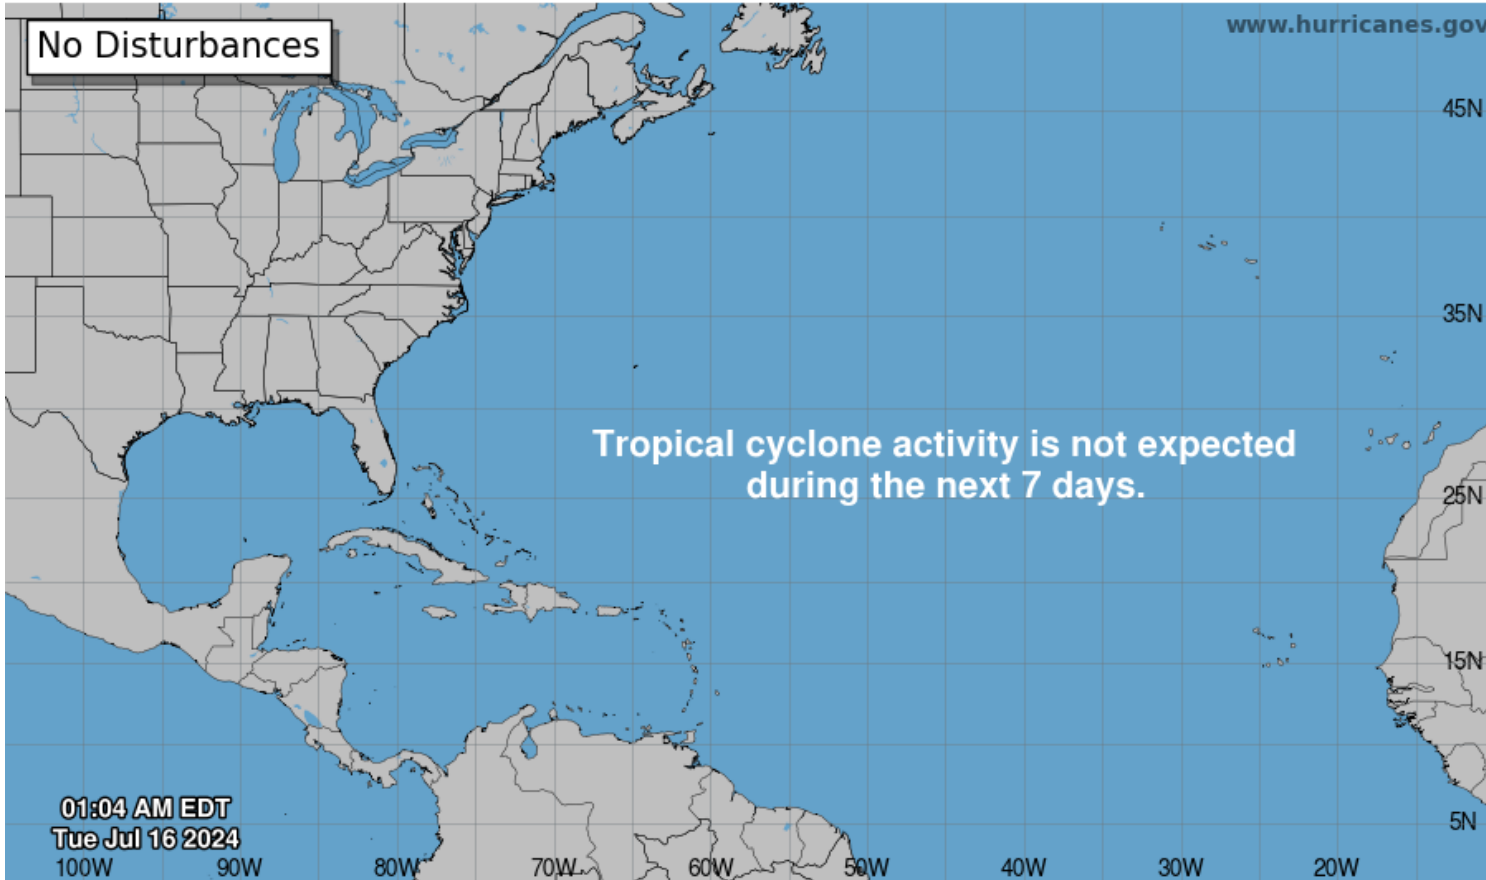 No Disturbances
www.hurricanes.gov
45N
35N
Tropical cyclone activity is not expected
during the next 7 days.
25N
15N
01:04 AM EDT
Tue Jul 16 2024
5N
100W 90W 80W 70W 60W 50W 40W 30W 20W